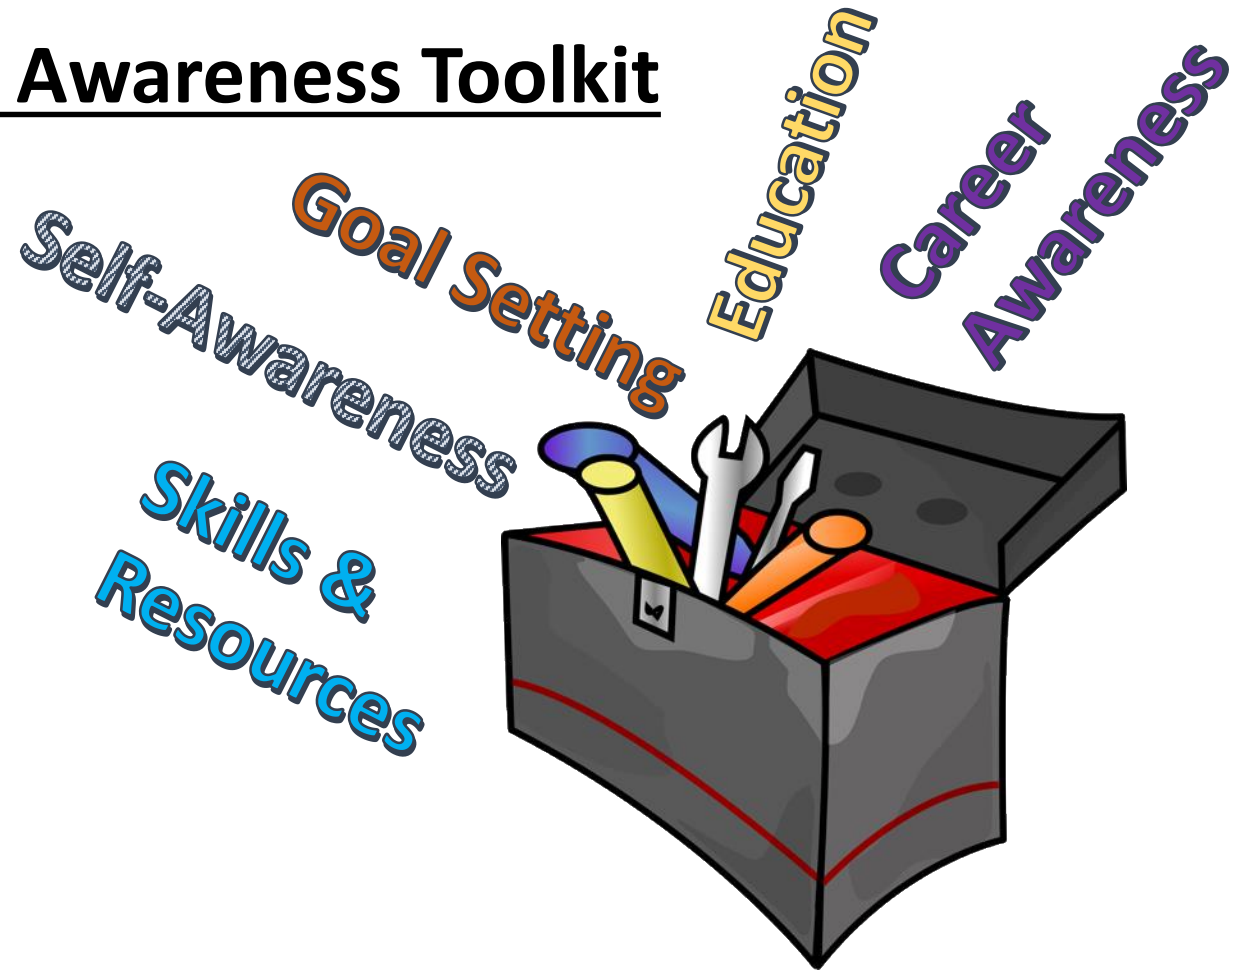 Awareness Toolkit
Education
Career
Awareness
Goal Setting
Self-Awareness
Skills &
Resources